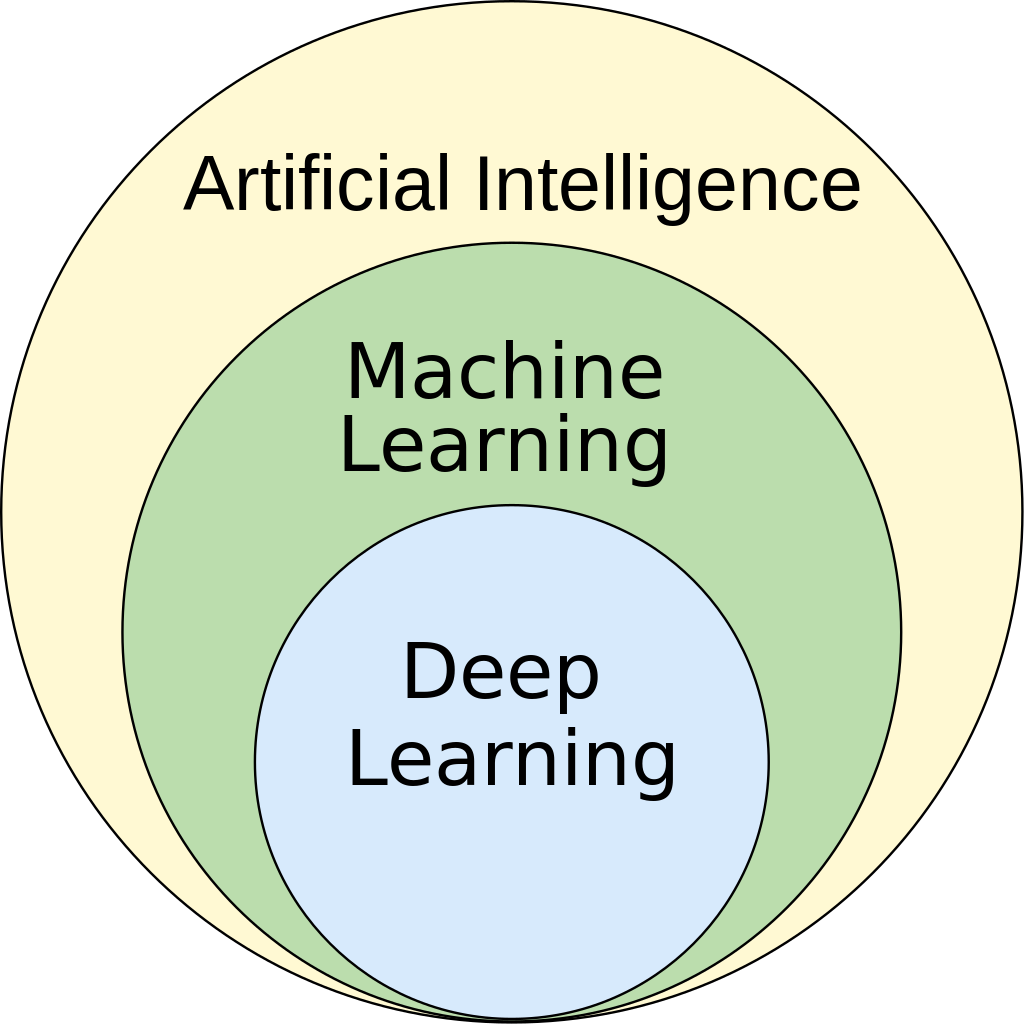 Artificial Intelligence
Machine
Learning
Deep
Learning